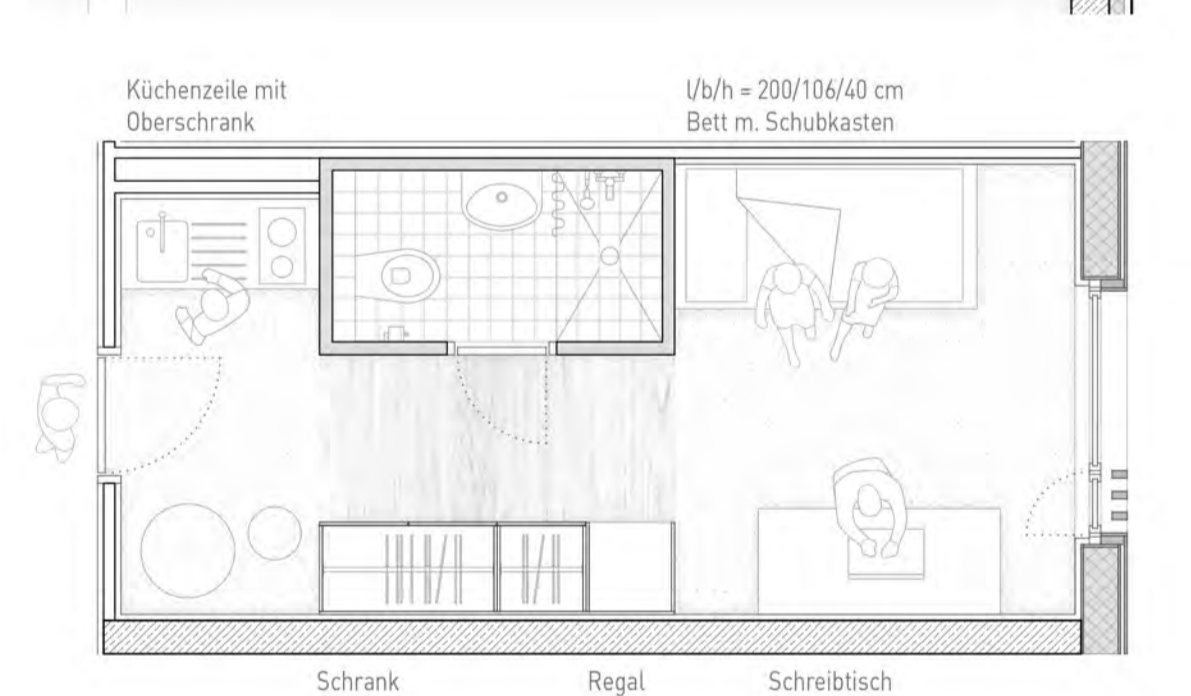 Küchenzeile mit
Oberschrank
l/b/h = 200/106/40 cm
Bett m. Schubkasten
Schrank
Regal
Schreibtisch